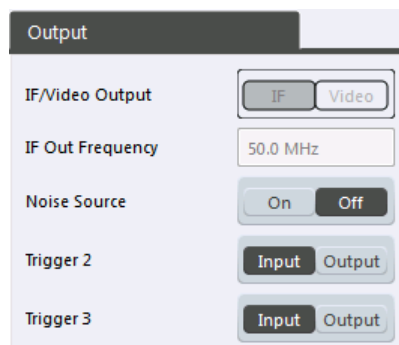 Output
IF/Video Output IF Video
IF Out Frequency 50.0 MHz
Noise Source On Off
Trigger 2 Input Output
Trigger 3 Input Output